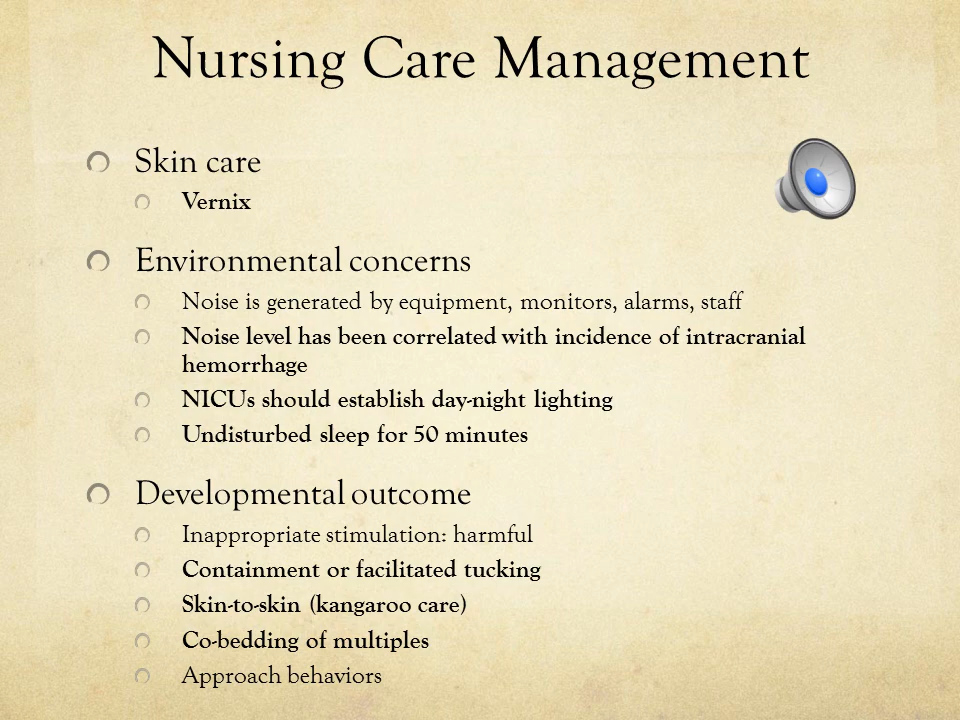 Nursing Care Management
Skin care
Vernix
Environmental concerns
Noise is generated by equipment, monitors, alarms, staff
Noise level has been correlated with incidence of intracranial
hemorrhage
NICUs should establish day-night lighting
Undisturbed sleep for 50 minutes
Developmental outcome
Inappropriate stimulation: harmful
Containment or facilitated tucking
Skin-to-skin (kangaroo care)
Co-bedding of multiples
Approach behaviors